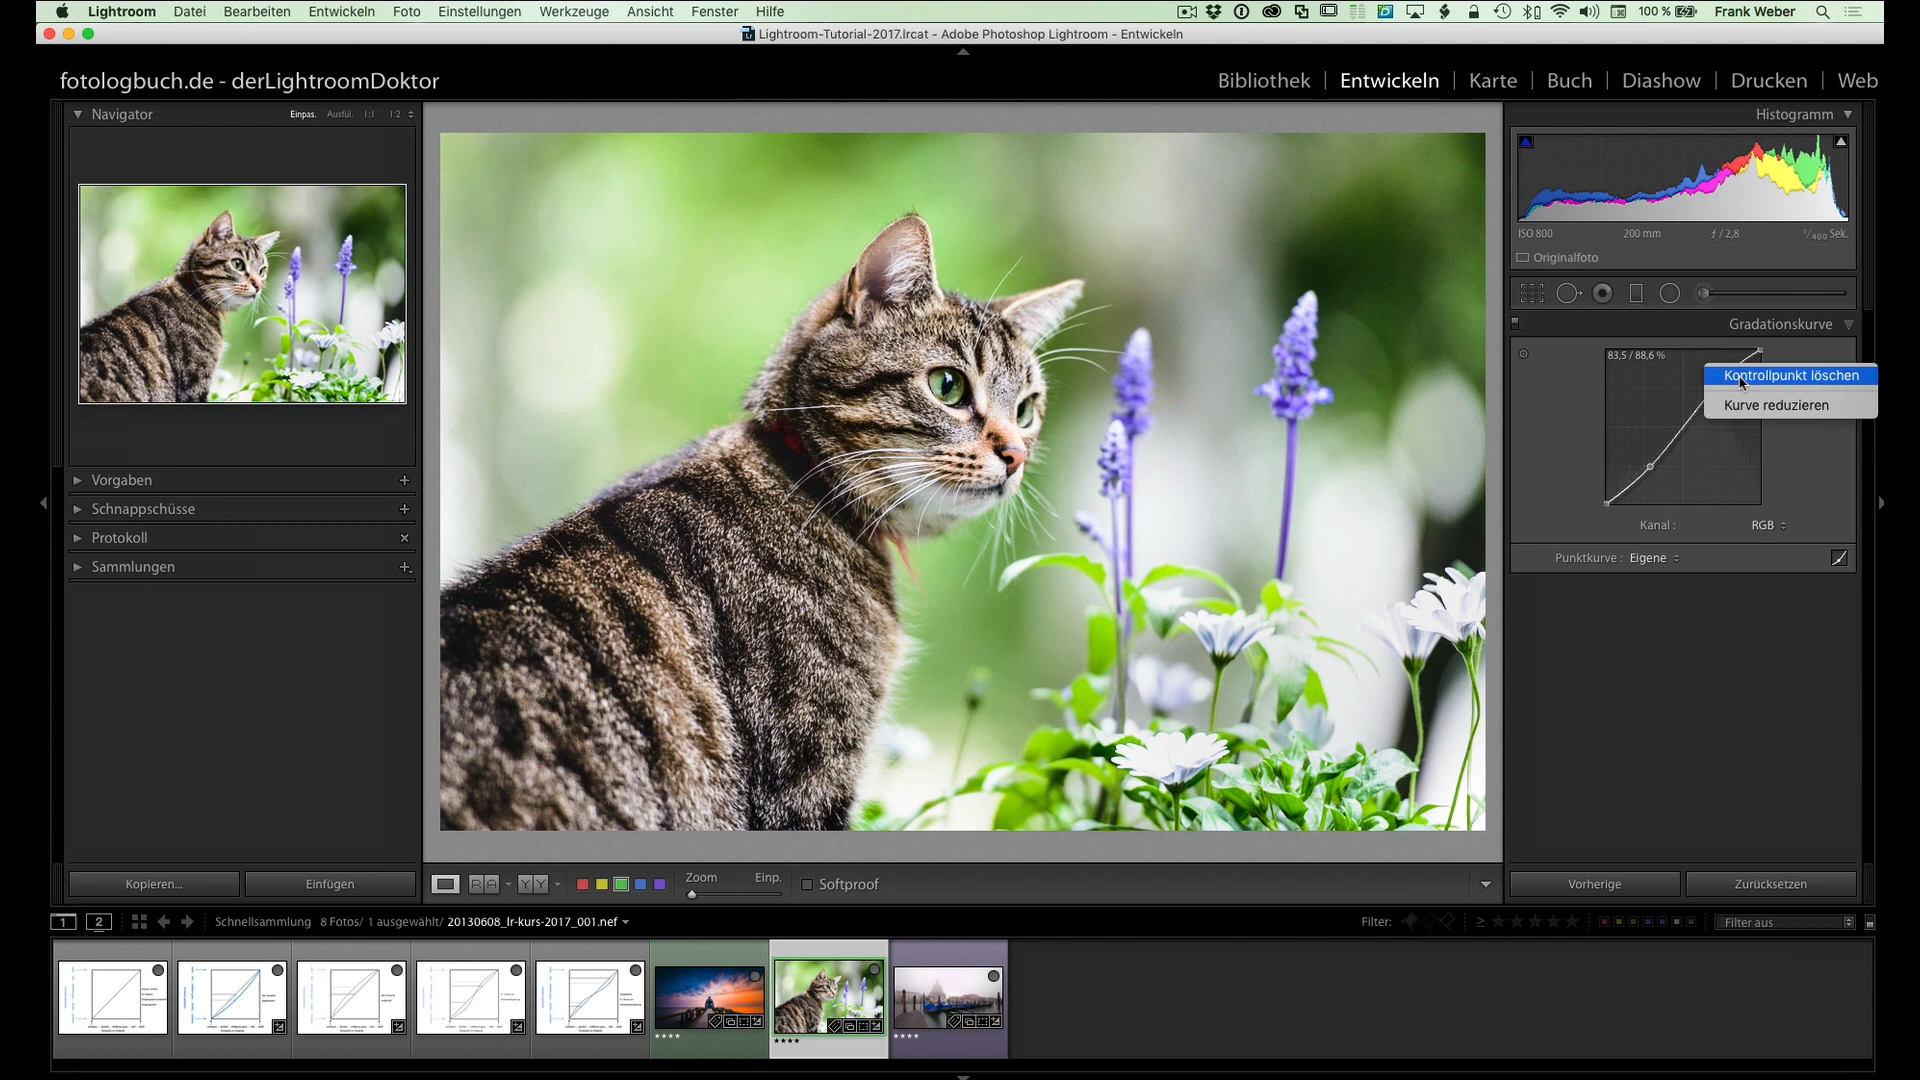 Lightroom Datei Bearbeiten Entwickeln Foto Einstellungen Werkzeuge Ansicht Fenster Hilfe 100 % Frank Weber
Lightroom-Tutorial-2017.lrcat - Adobe Photoshop Lightroom - Entwickeln
fotologbuch.de - derLightroomDoktor
Bibliothek | Entwickeln | Karte | Buch | Diashow | Drucken | Web
Navigator Einpas. Ausfül. 1:1 1:2
Histogramm
ISO 800 200 mm ƒ / 2,8 1/400 Sek.
Originalfoto
Gradationskurve
83,5 / 88,6 %
Kontrollpunkt löschen
Kurve reduzieren
Kanal : RGB
Punktkurve : Eigene
Vorgaben
Schnappschüsse
Protokoll
Sammlungen
Kopieren... Einfügen
RA YY Zoom Einp. Softproof
Vorherige Zurücksetzen
1 2 Schnellsammlung 8 Fotos/ 1 ausgewählt/ 20130608_lr-kurs-2017_001.nef
Filter: Filter aus